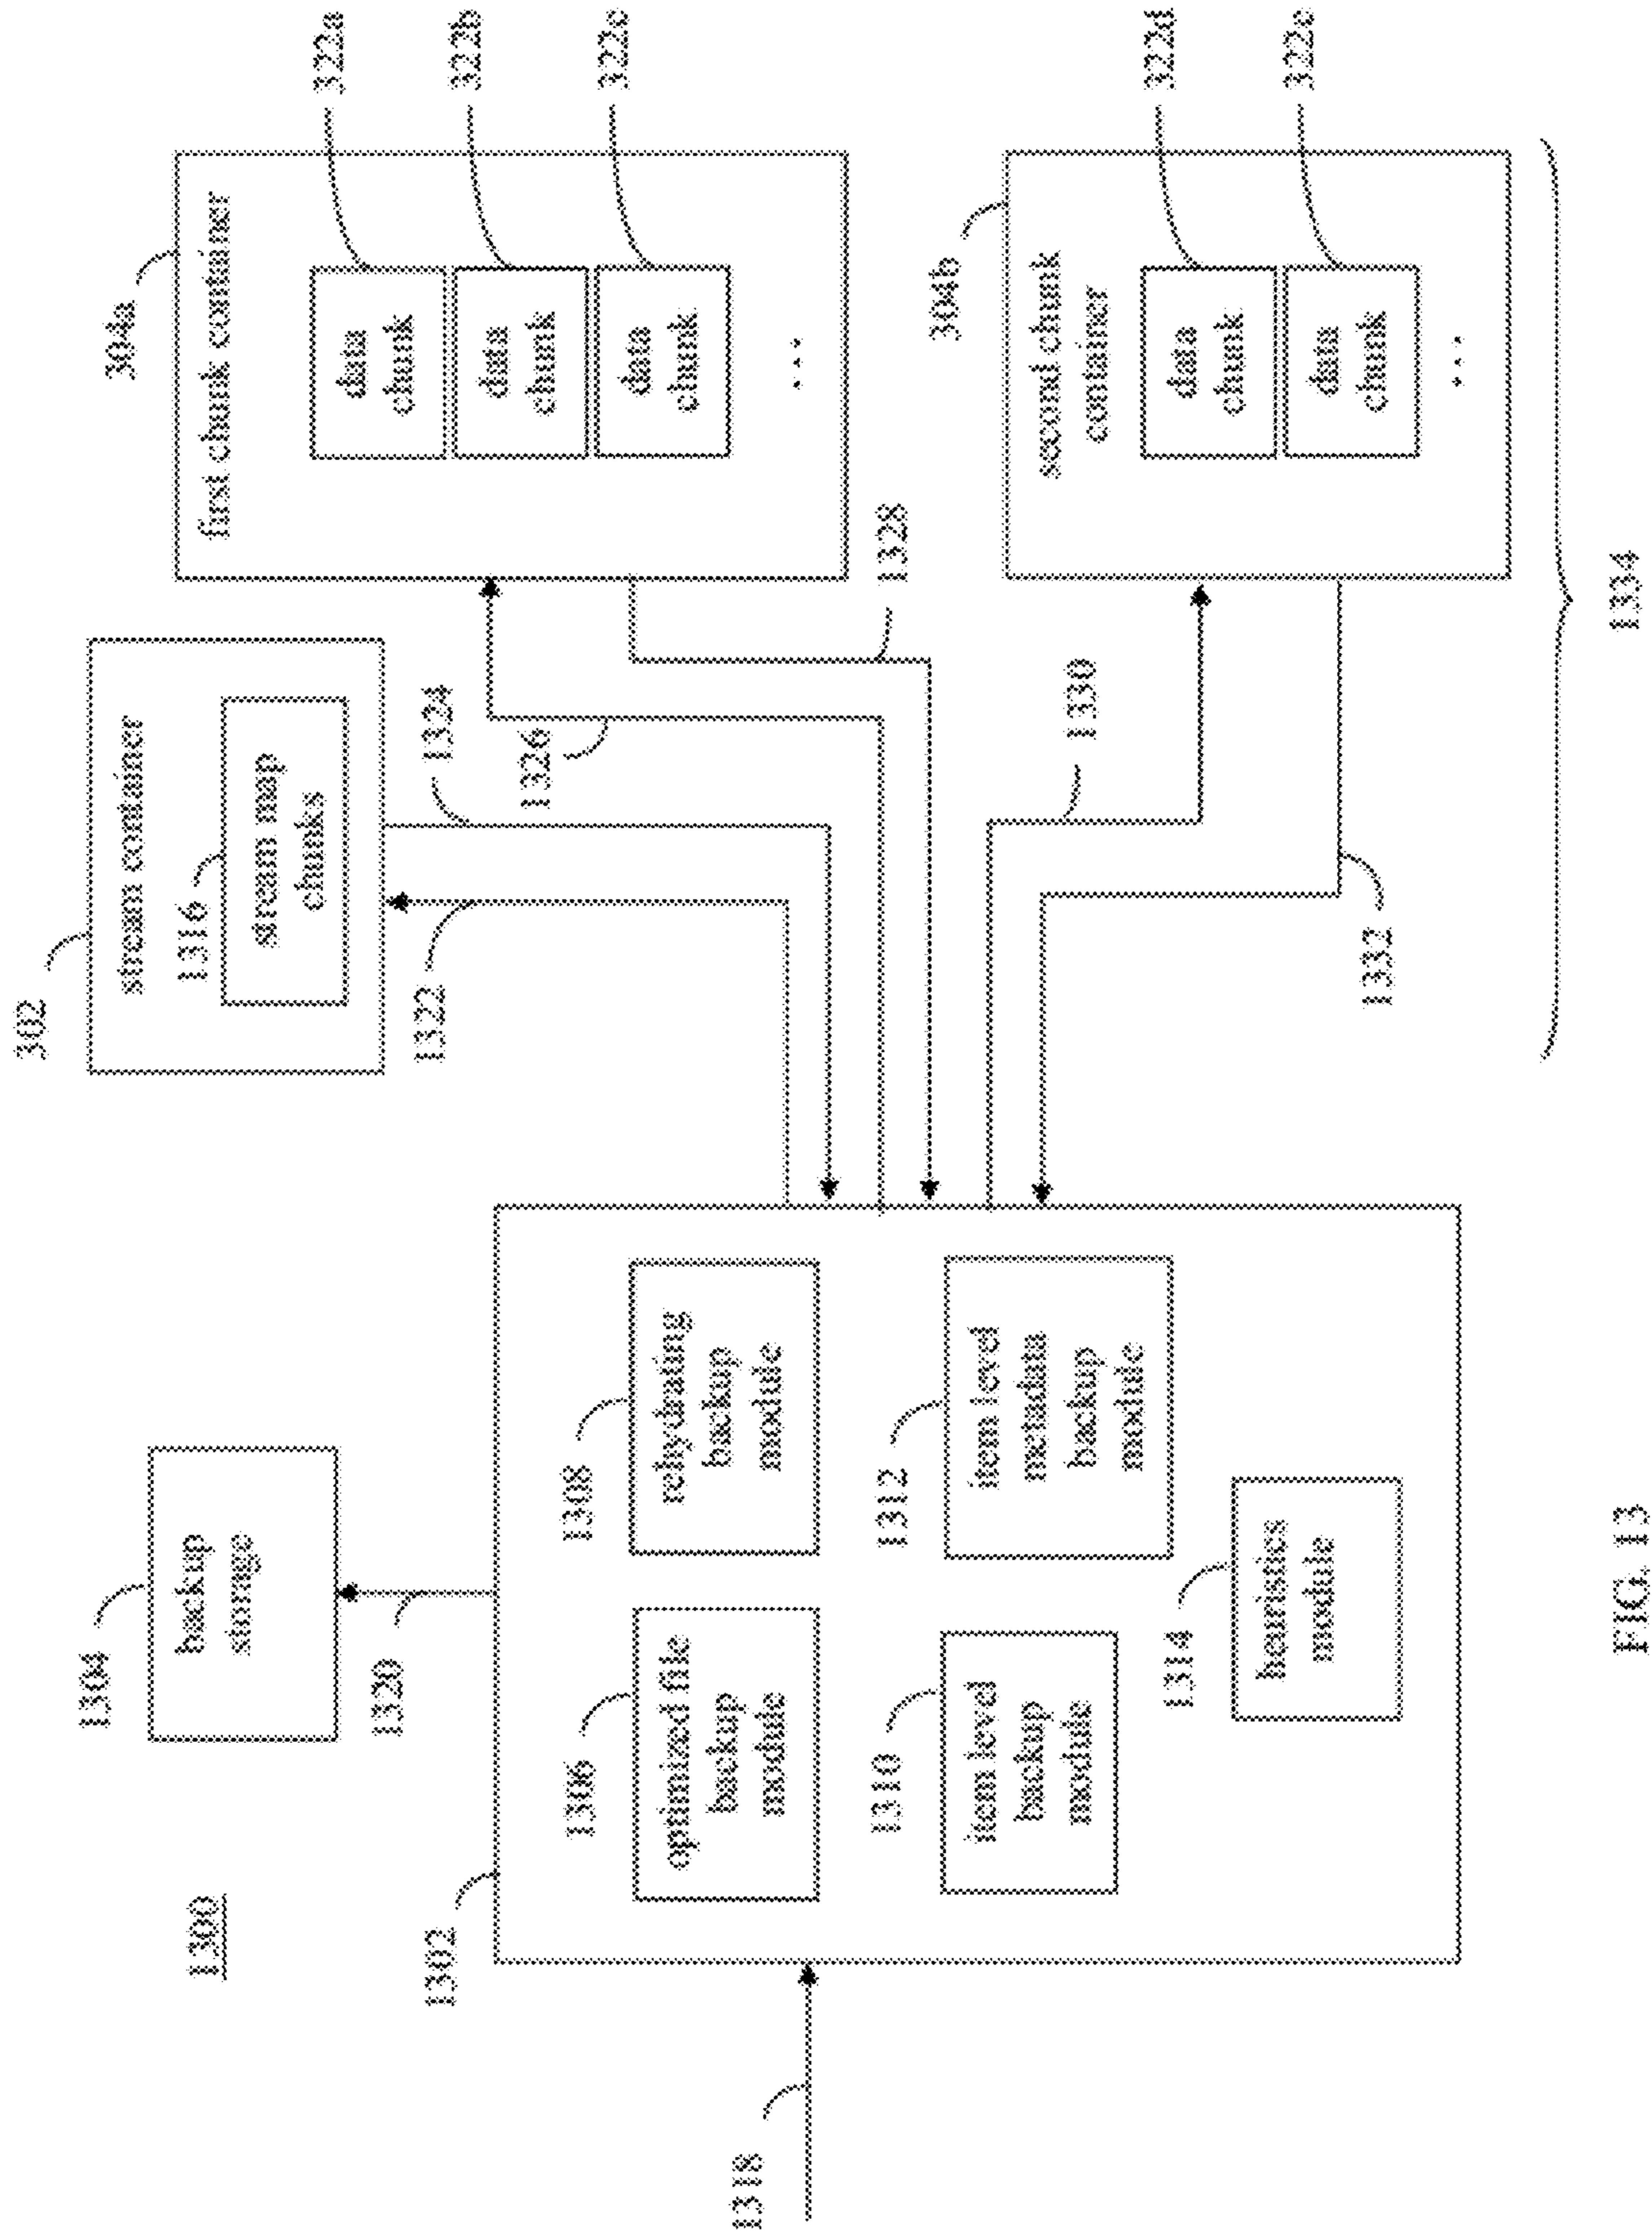 1300
1304
backup
storage
1320
1302
1318
1306
optimized file
backup
module
1308
rehydrating
backup
module
1310
item level
backup
module
1312
item level
metadata
backup
module
1314
heuristics
module
302
stream container
1316
stream map
chunks
1322
1324
1326
1328
1330
1332
304a
first chunk container
data
chunk
322a
data
chunk
322b
data
chunk
322c
...
304b
second chunk
container
data
chunk
322d
data
chunk
322e
...
1334
FIG. 13